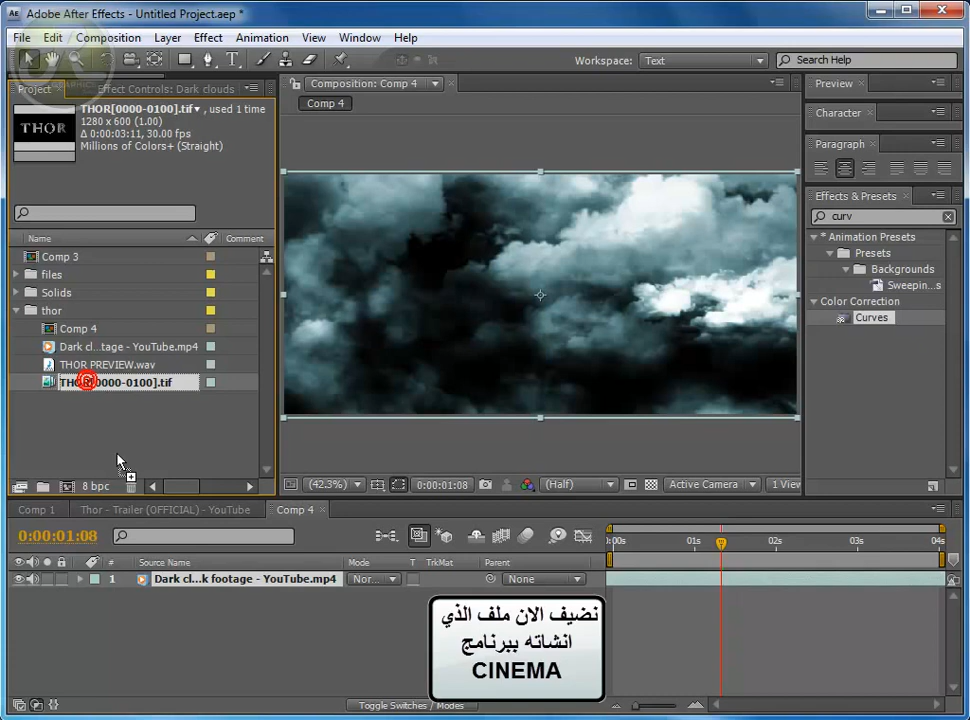 Adobe After Effects - Untitled Project.aep *
File Edit Composition Layer Effect Animation View Window Help
Workspace: Text Search Help
Project Effect Controls: Dark clouds
THOR[0000-0100].tif, used 1 time
1280 x 600 (1.00)
Δ 0:00:03:11, 30.00 fps
Millions of Colors+ (Straight)
THOR
Name Comment
Comp 3
files
Solids
thor
Comp 4
Dark cl...tage - YouTube.mp4
THOR PREVIEW.wav
THOR[0000-0100].tif
8 bpc
Composition: Comp 4
Comp 4
(42.3%) 0:00:01:08 (Half) Active Camera 1 View
Preview
Character
Paragraph
Effects & Presets
curv
* Animation Presets
Presets
Backgrounds
Sweepin...s
Color Correction
Curves
Comp 1 Thor - Trailer (OFFICIAL) - YouTube Comp 4
0:00:01:08
:00s 01s 02s 03s 04s
# Source Name Mode T TrkMat Parent
1 Dark cl...k footage - YouTube.mp4 Nor... None
نضيف الان ملف الذي
انشاته ببرنامج
CINEMA
Toggle Switches / Modes